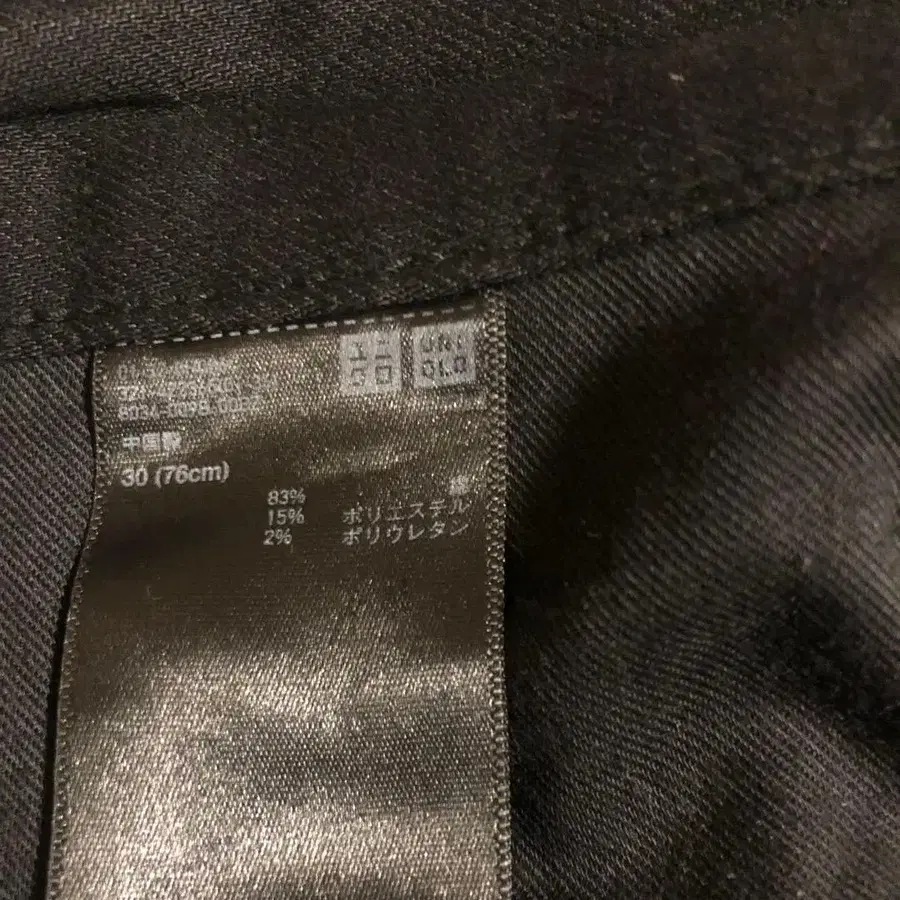 ユニ
クロ
UNI
QLO
中国製
30 (76cm)
83% 綿
15% ポリエステル
2% ポリウレタン